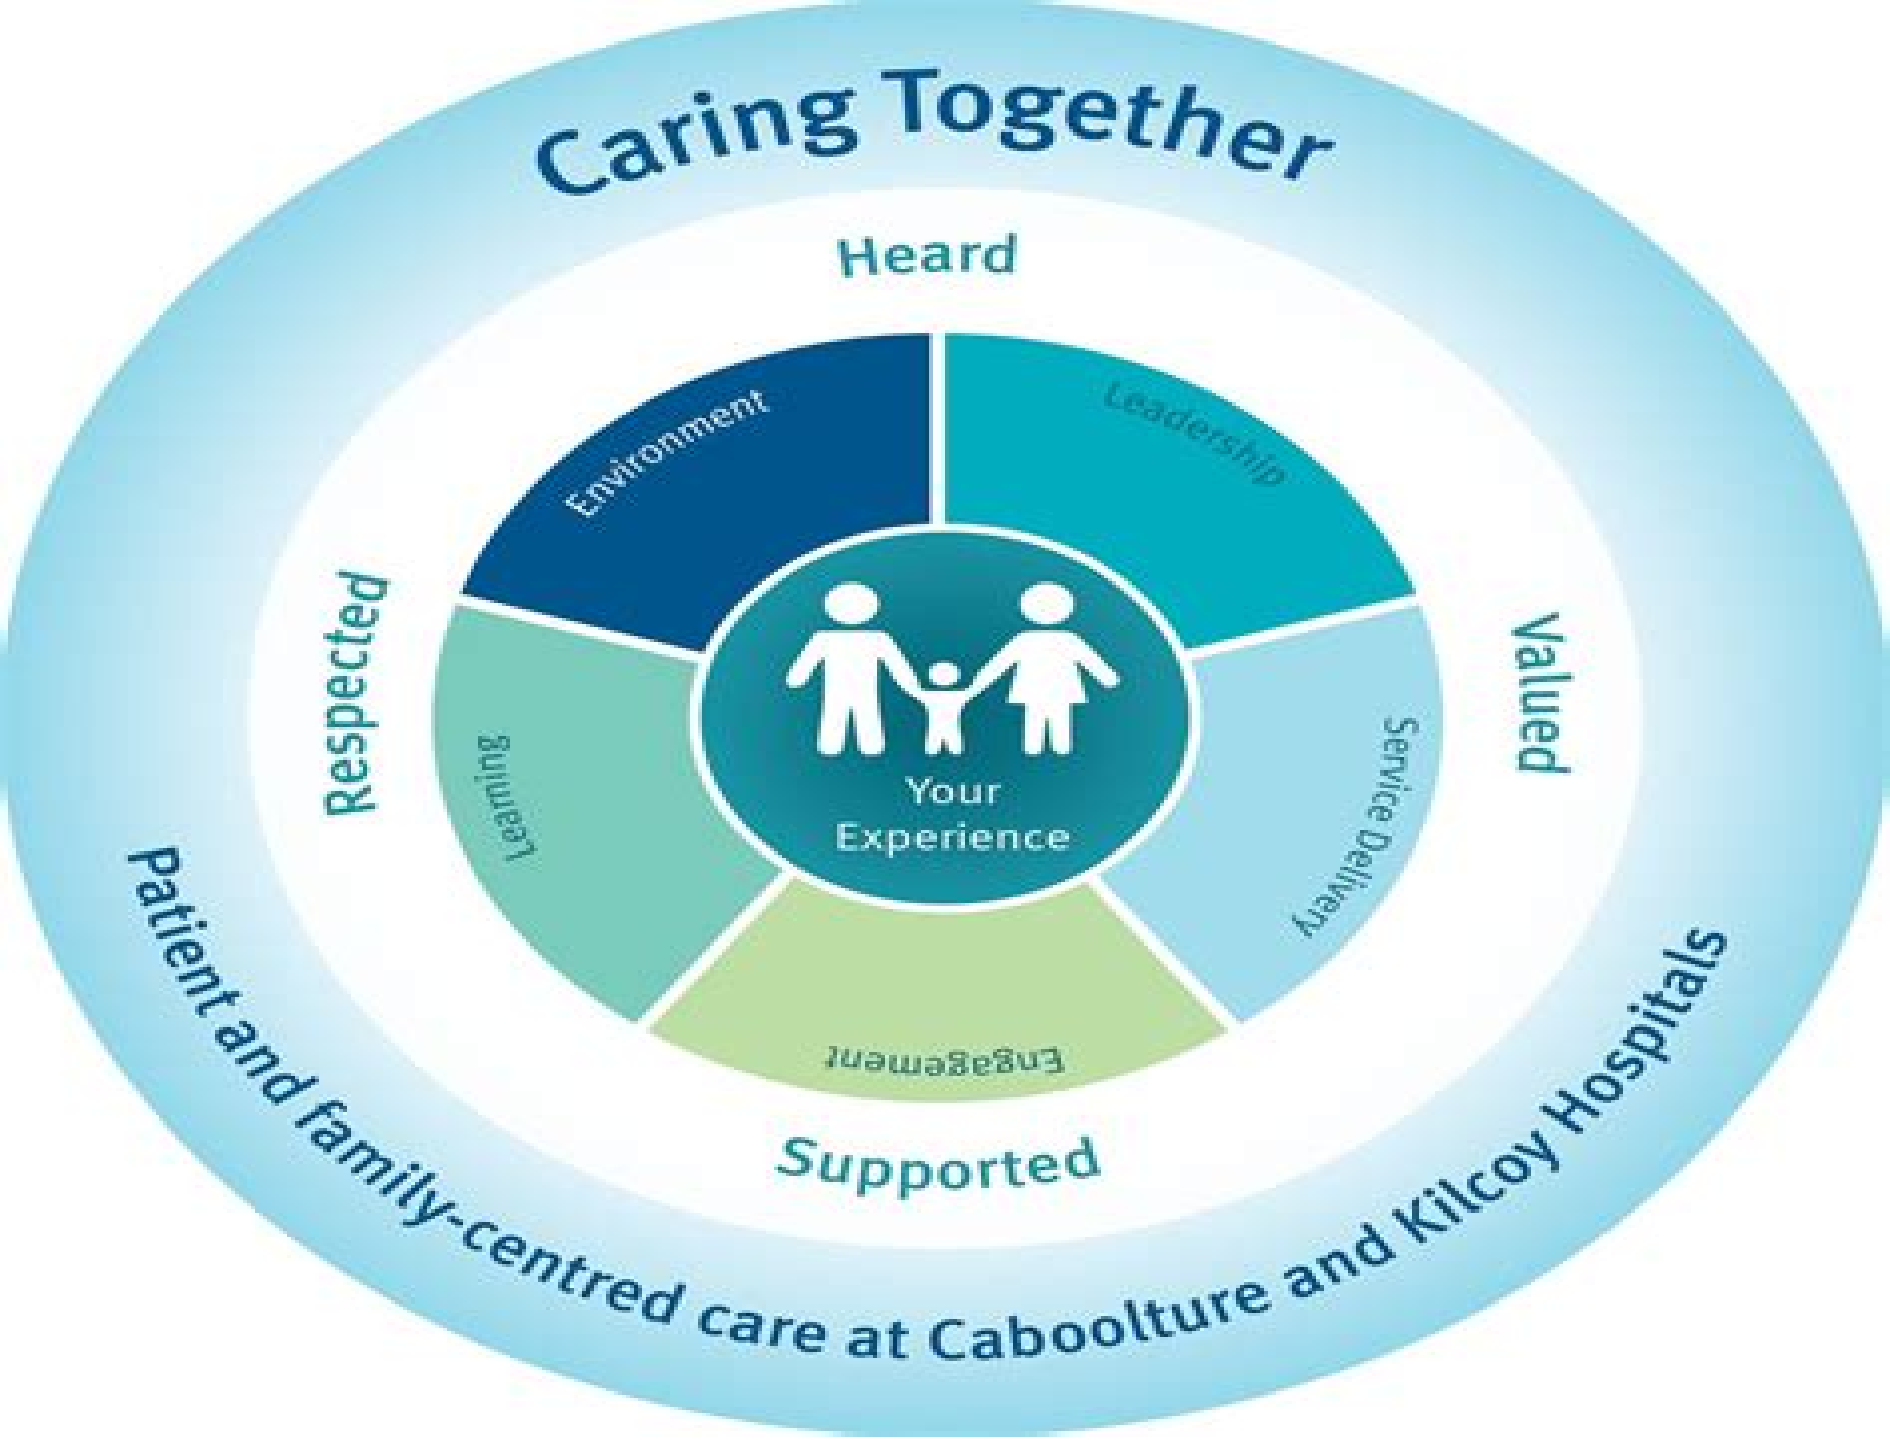 Caring Together
Heard
Environment
Leadership
Respected
Valued
Your
Experience
Learning
Service Delivery
Engagement
Supported
Patient and family-centred care at Caboolture and Kilcoy Hospitals